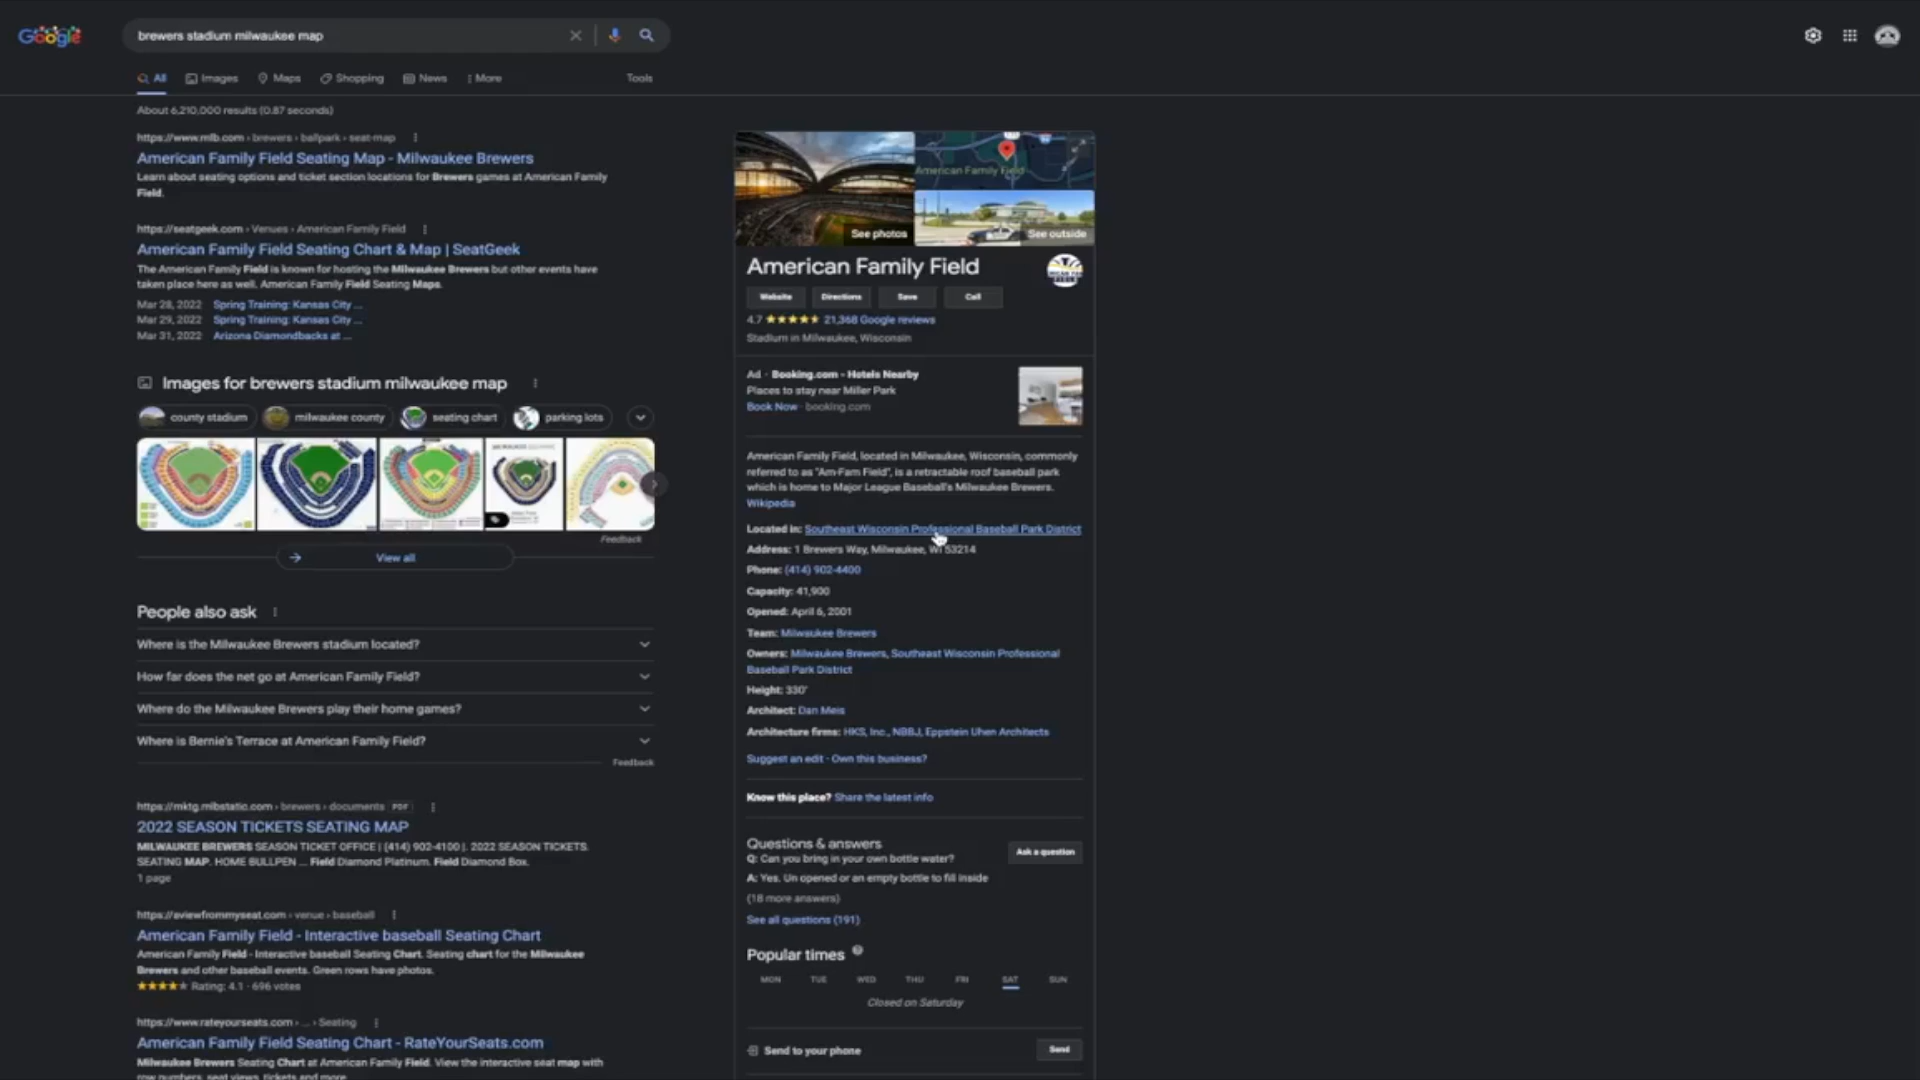 Google
brewers stadium milwaukee map
All
Images
Maps
Shopping
News
More
Tools
About 6,210,000 results (0.87 seconds)
https://www.mlb.com › brewers › ballpark › seat-map
American Family Field Seating Map - Milwaukee Brewers
Learn about seating options and ticket section locations for Brewers games at American Family
Field.
https://seatgeek.com › Venues › American Family Field
American Family Field Seating Chart & Map | SeatGeek
The American Family Field is known for hosting the Milwaukee Brewers but other events have
taken place here as well. American Family Field Seating Maps.
Mar 28, 2022 Spring Training: Kansas City ...
Mar 29, 2022 Spring Training: Kansas City ...
Mar 31, 2022 Arizona Diamondbacks at ...
Images for brewers stadium milwaukee map
county stadium
milwaukee county
seating chart
parking lots
Feedback
View all
People also ask
Where is the Milwaukee Brewers stadium located?
How far does the net go at American Family Field?
Where do the Milwaukee Brewers play their home games?
Where is Bernie's Terrace at American Family Field?
Feedback
https://mktg.mlbstatic.com › brewers › documents PDF
2022 SEASON TICKETS SEATING MAP
MILWAUKEE BREWERS SEASON TICKET OFFICE | (414) 902-4100 |. 2022 SEASON TICKETS.
SEATING MAP. HOME BULLPEN ... Field Diamond Platinum. Field Diamond Box.
1 page
https://aviewfrommyseat.com › venue › baseball
American Family Field - Interactive baseball Seating Chart
American Family Field - Interactive baseball Seating Chart. Seating chart for the Milwaukee
Brewers and other baseball events. Green rows have photos.
Rating: 4.1 · 696 votes
https://www.rateyourseats.com › ... › Seating
American Family Field Seating Chart - RateYourSeats.com
Milwaukee Brewers Seating Chart at American Family Field. View the interactive seat map with
row numbers, seat views, tickets and more.
See photos
American Family Field
See outside
American Family Field
Website
Directions
Save
Call
4.7 21,368 Google reviews
Stadium in Milwaukee, Wisconsin
Ad · Booking.com - Hotels Nearby
Places to stay near Miller Park
Book Now · booking.com
American Family Field, located in Milwaukee, Wisconsin, commonly
referred to as "Am-Fam Field", is a retractable roof baseball park
which is home to Major League Baseball's Milwaukee Brewers.
Wikipedia
Located in: Southeast Wisconsin Professional Baseball Park District
Address: 1 Brewers Way, Milwaukee, WI 53214
Phone: (414) 902-4400
Capacity: 41,900
Opened: April 6, 2001
Team: Milwaukee Brewers
Owners: Milwaukee Brewers, Southeast Wisconsin Professional
Baseball Park District
Height: 330′
Architect: Dan Meis
Architecture firms: HKS, Inc., NBBJ, Eppstein Uhen Architects
Suggest an edit · Own this business?
Know this place? Share the latest info
Questions & answers
Ask a question
Q: Can you bring in your own bottle water?
A: Yes. Un opened or an empty bottle to fill inside
(18 more answers)
See all questions (191)
Popular times
MON TUE WED THU FRI SAT SUN
Closed on Saturday
Send to your phone
Send